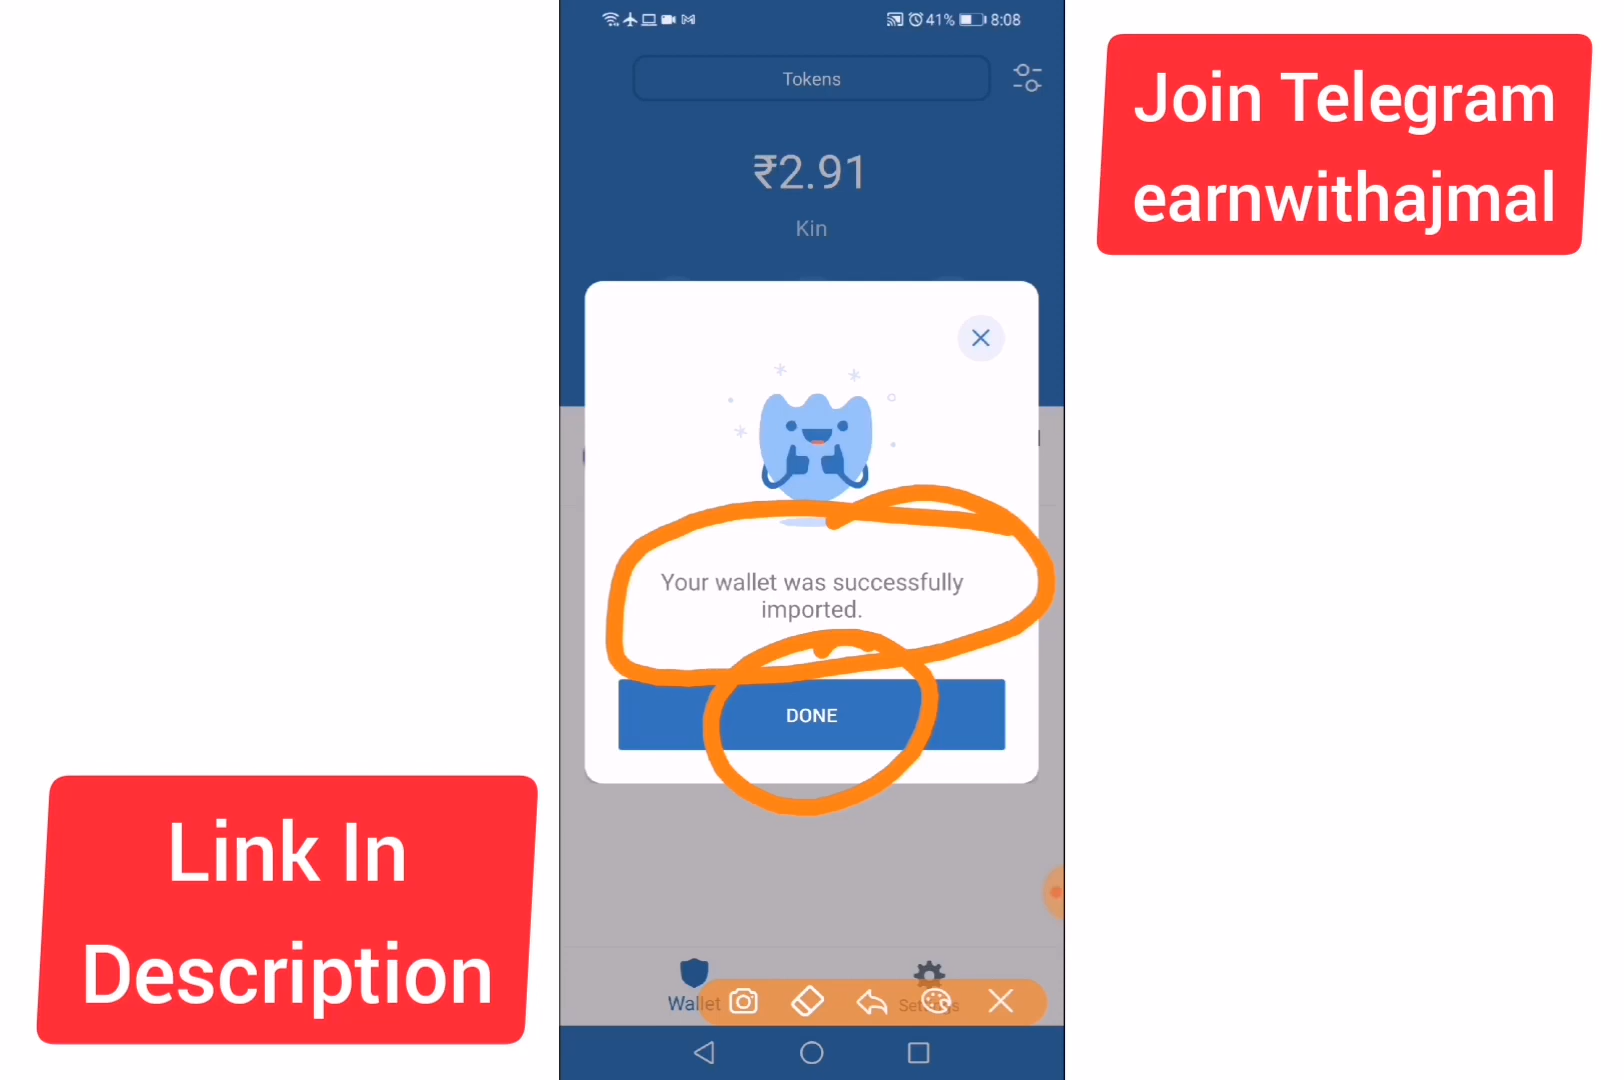 41% 8:08
Tokens
₹2.91
Kin
Join Telegram
earnwithajmal
Your wallet was successfully
imported.
DONE
Link In
Description
Wallet
Settings